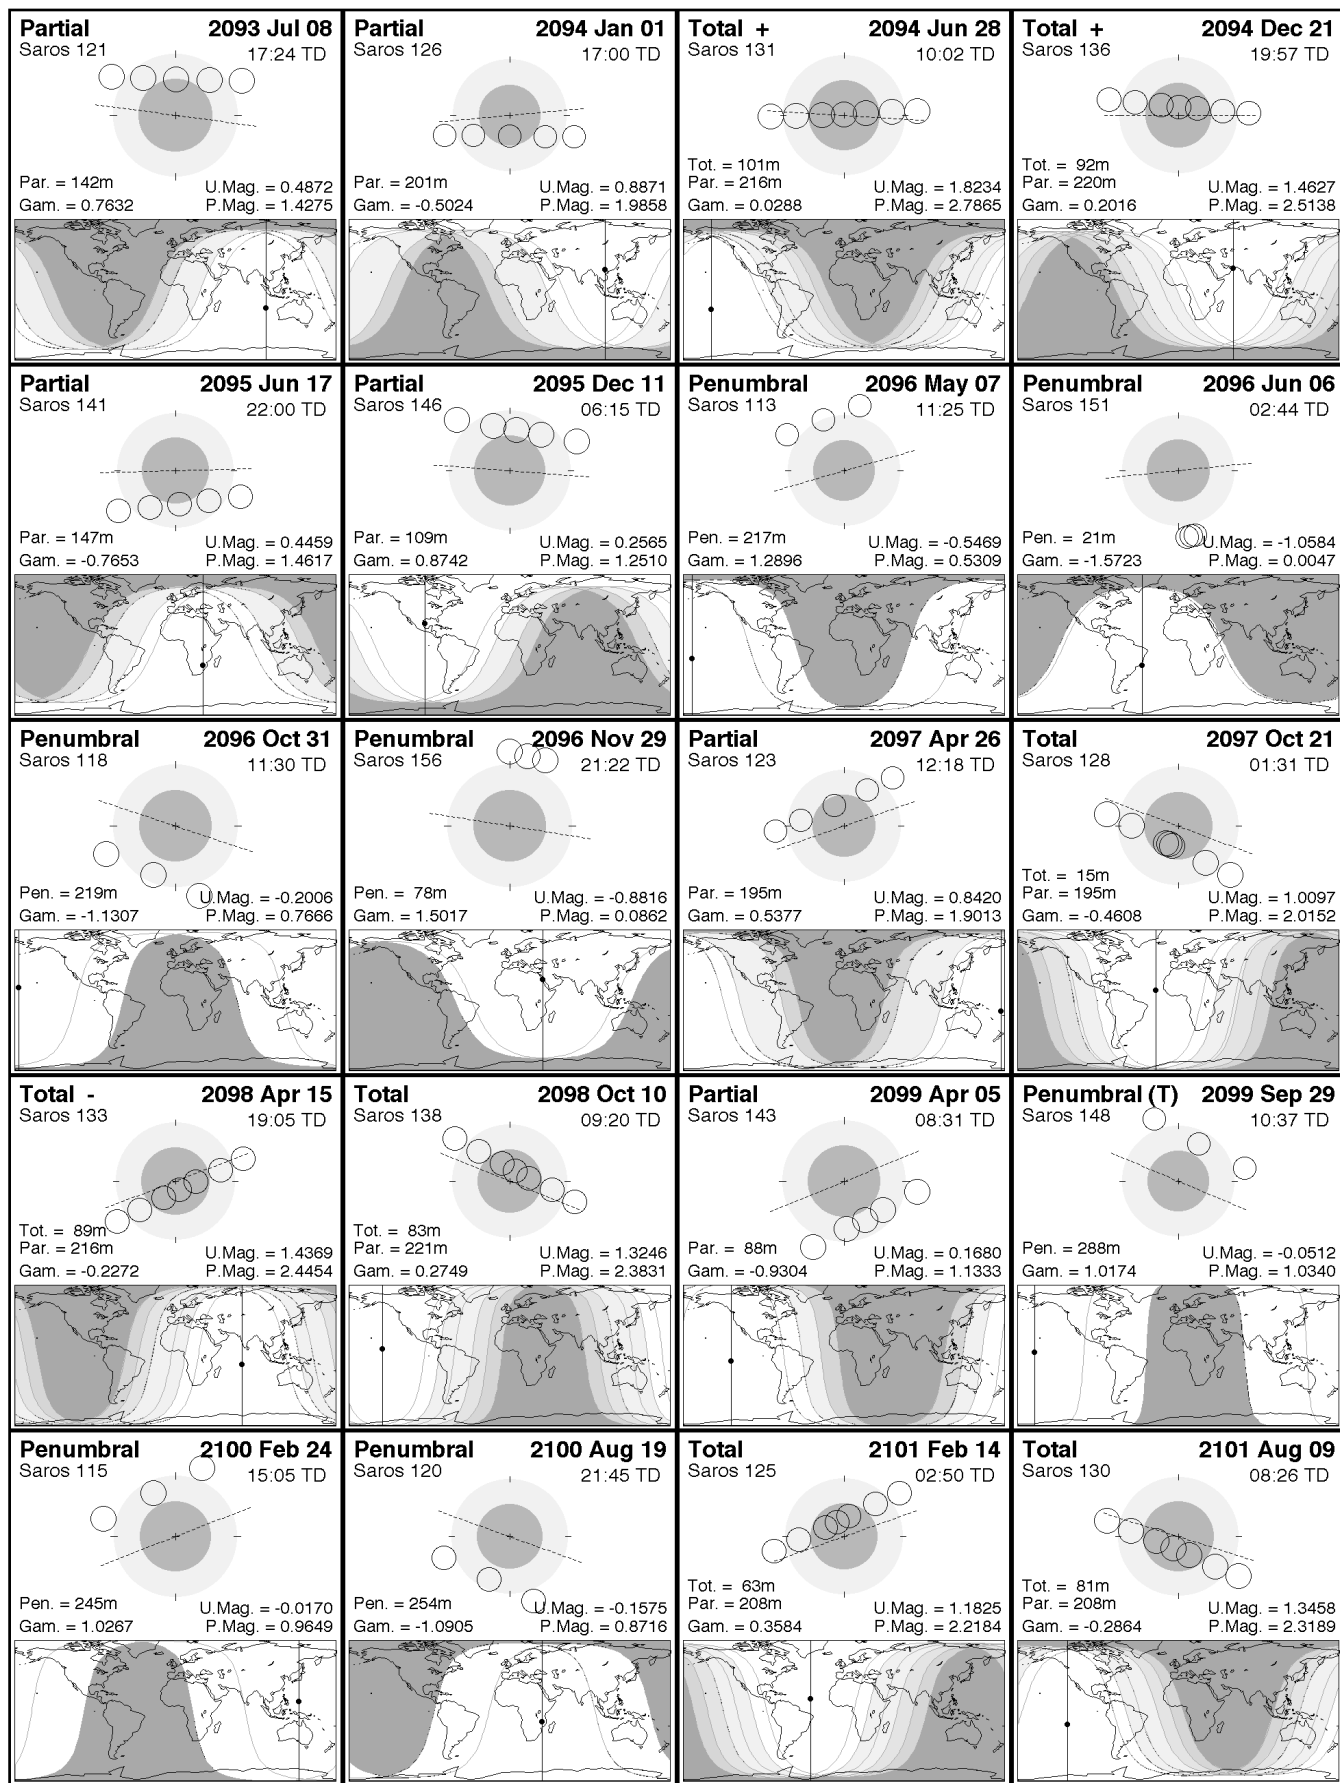 Partial 2093 Jul 08
Saros 121 17:24 TD
Par. = 142m U.Mag. = 0.4872
Gam. = 0.7632 P.Mag. = 1.4275
Partial 2094 Jan 01
Saros 126 17:00 TD
Par. = 201m U.Mag. = 0.8871
Gam. = -0.5024 P.Mag. = 1.9858
Total + 2094 Jun 28
Saros 131 10:02 TD
Tot. = 101m
Par. = 216m U.Mag. = 1.8234
Gam. = 0.0288 P.Mag. = 2.7865
Total + 2094 Dec 21
Saros 136 19:57 TD
Tot. = 92m
Par. = 220m U.Mag. = 1.4627
Gam. = 0.2016 P.Mag. = 2.5138
Partial 2095 Jun 17
Saros 141 22:00 TD
Par. = 147m U.Mag. = 0.4459
Gam. = -0.7653 P.Mag. = 1.4617
Partial 2095 Dec 11
Saros 146 06:15 TD
Par. = 109m U.Mag. = 0.2565
Gam. = 0.8742 P.Mag. = 1.2510
Penumbral 2096 May 07
Saros 113 11:25 TD
Pen. = 217m U.Mag. = -0.5469
Gam. = 1.2896 P.Mag. = 0.5309
Penumbral 2096 Jun 06
Saros 151 02:44 TD
Pen. = 21m U.Mag. = -1.0584
Gam. = -1.5723 P.Mag. = 0.0047
Penumbral 2096 Oct 31
Saros 118 11:30 TD
Pen. = 219m U.Mag. = -0.2006
Gam. = -1.1307 P.Mag. = 0.7666
Penumbral 2096 Nov 29
Saros 156 21:22 TD
Pen. = 78m U.Mag. = -0.8816
Gam. = 1.5017 P.Mag. = 0.0862
Partial 2097 Apr 26
Saros 123 12:18 TD
Par. = 195m U.Mag. = 0.8420
Gam. = 0.5377 P.Mag. = 1.9013
Total 2097 Oct 21
Saros 128 01:31 TD
Tot. = 15m
Par. = 195m U.Mag. = 1.0097
Gam. = -0.4608 P.Mag. = 2.0152
Total - 2098 Apr 15
Saros 133 19:05 TD
Tot. = 89m
Par. = 216m U.Mag. = 1.4369
Gam. = -0.2272 P.Mag. = 2.4454
Total 2098 Oct 10
Saros 138 09:20 TD
Tot. = 83m
Par. = 221m U.Mag. = 1.3246
Gam. = 0.2749 P.Mag. = 2.3831
Partial 2099 Apr 05
Saros 143 08:31 TD
Par. = 88m U.Mag. = 0.1680
Gam. = -0.9304 P.Mag. = 1.1333
Penumbral (T) 2099 Sep 29
Saros 148 10:37 TD
Pen. = 288m U.Mag. = -0.0512
Gam. = 1.0174 P.Mag. = 1.0340
Penumbral 2100 Feb 24
Saros 115 15:05 TD
Pen. = 245m U.Mag. = -0.0170
Gam. = 1.0267 P.Mag. = 0.9649
Penumbral 2100 Aug 19
Saros 120 21:45 TD
Pen. = 254m U.Mag. = -0.1575
Gam. = -1.0905 P.Mag. = 0.8716
Total 2101 Feb 14
Saros 125 02:50 TD
Tot. = 63m
Par. = 208m U.Mag. = 1.1825
Gam. = 0.3584 P.Mag. = 2.2184
Total 2101 Aug 09
Saros 130 08:26 TD
Tot. = 81m
Par. = 208m U.Mag. = 1.3458
Gam. = -0.2864 P.Mag. = 2.3189